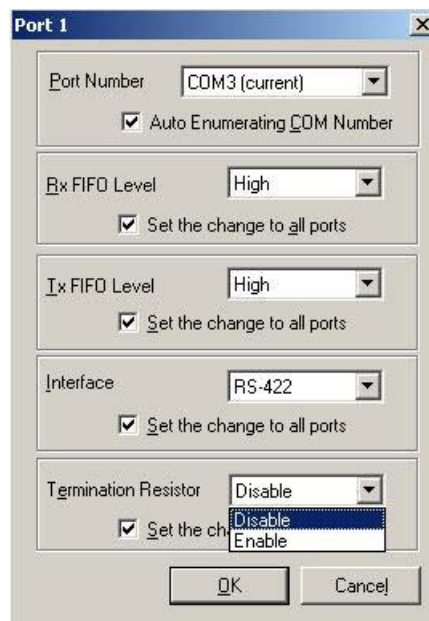 Port 1
Port Number COM3 (current)
Auto Enumerating COM Number
Rx FIFO Level High
Set the change to all ports
Tx FIFO Level High
Set the change to all ports
Interface RS-422
Set the change to all ports
Termination Resistor Disable
Set the ch
Disable
Enable
OK Cancel